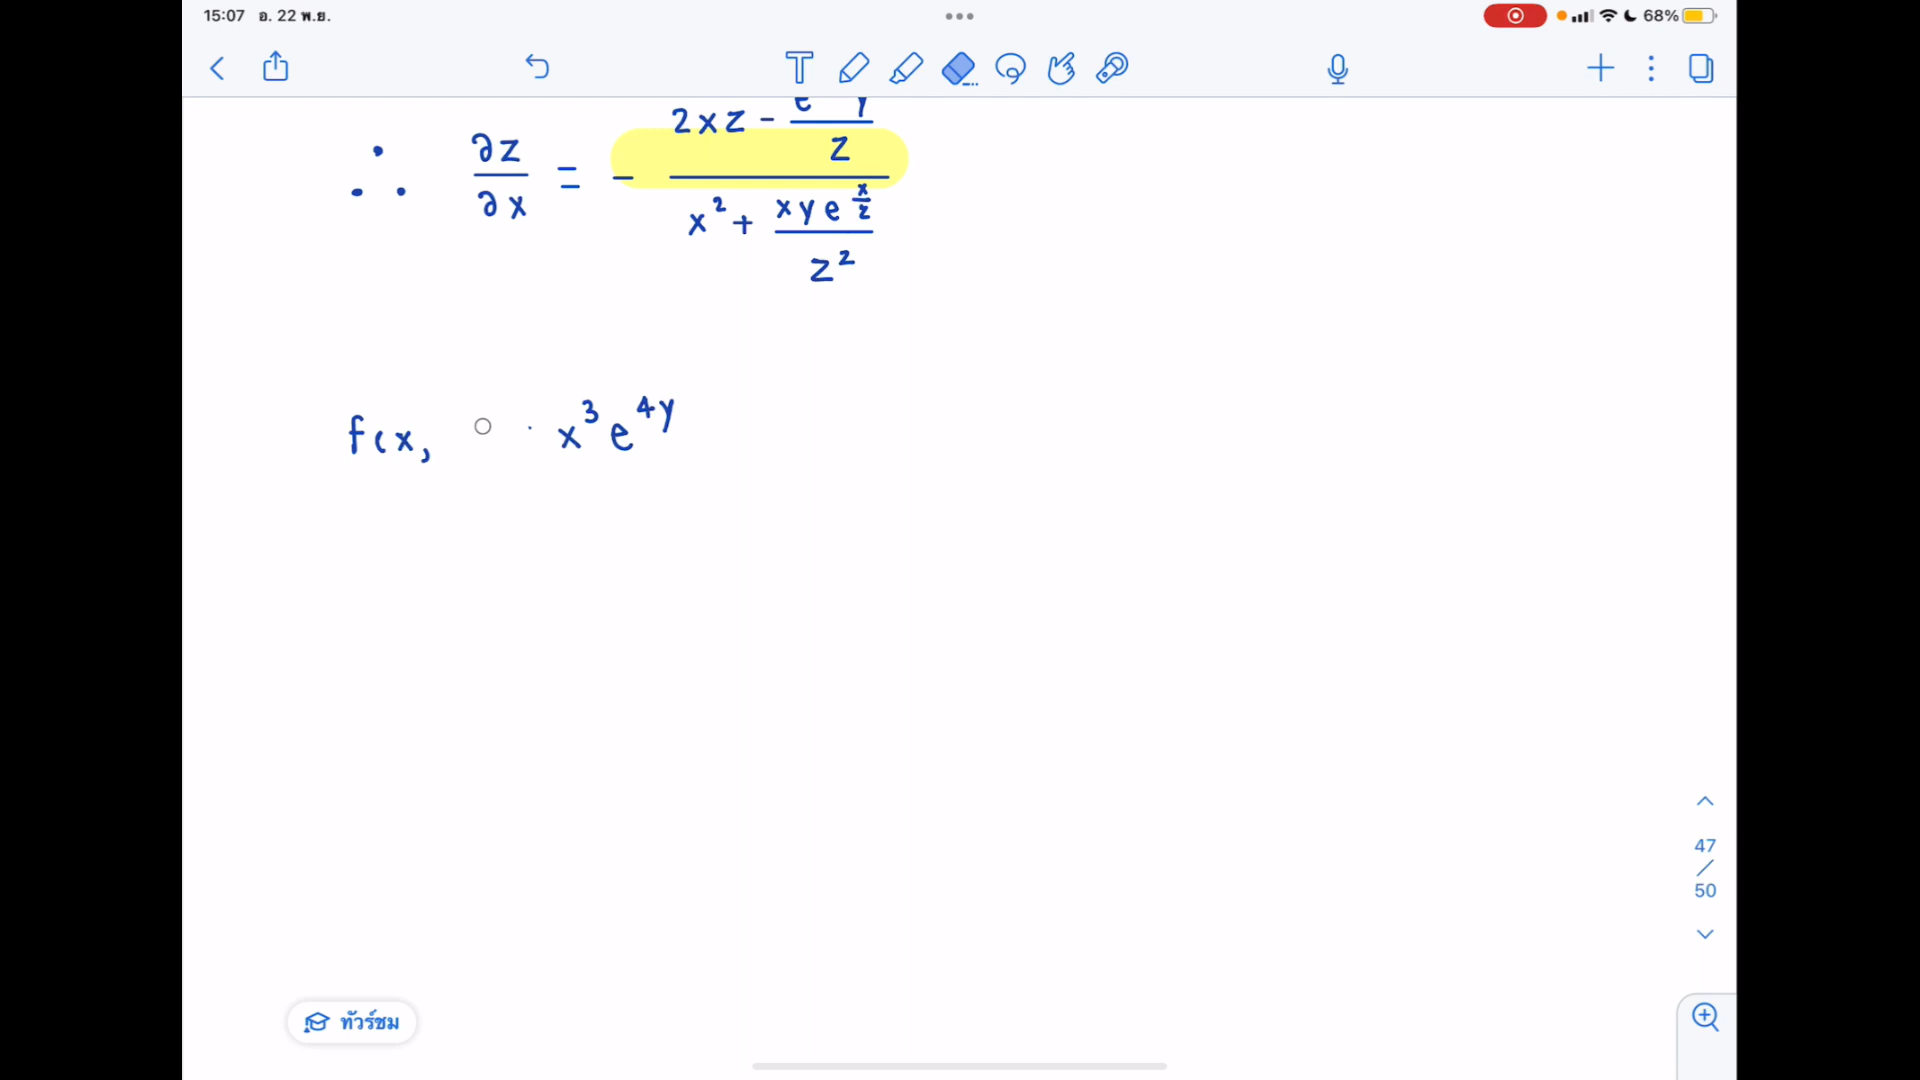 15:07 อ. 22 พ.ย.
68%
∴ ∂z/∂x = - (2xz - e y/z)/(x² + xye^(x/z)/z²)
f(x, x³e^(4y)
47
/
50
ทัวร์ชม